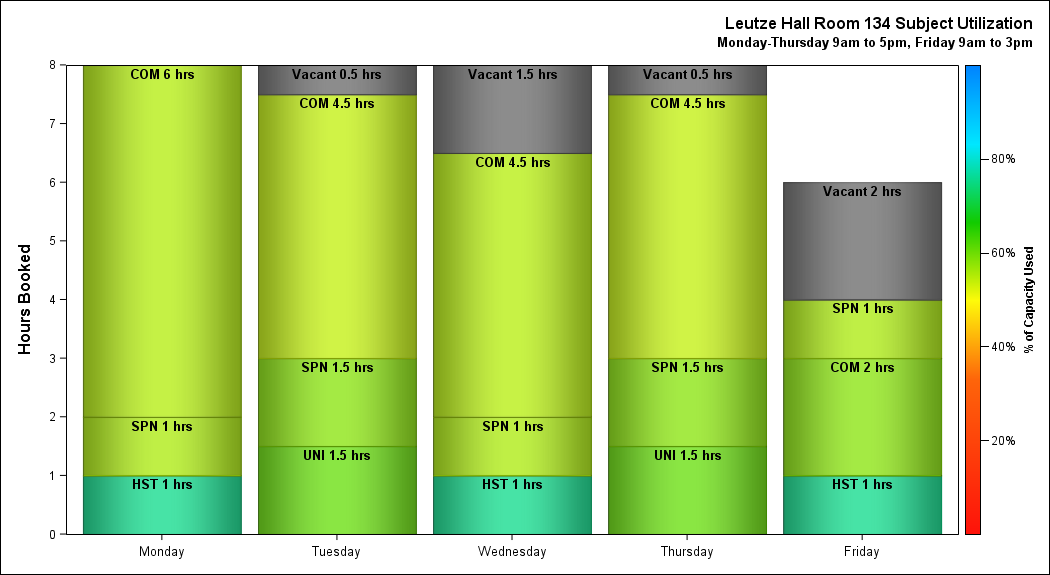 Leutze Hall Room 134 Subject Utilization
Monday-Thursday 9am to 5pm, Friday 9am to 3pm
Hours Booked
8
7
6
5
4
3
2
1
0
COM 6 hrs
SPN 1 hrs
HST 1 hrs
Vacant 0.5 hrs
COM 4.5 hrs
SPN 1.5 hrs
UNI 1.5 hrs
Vacant 1.5 hrs
COM 4.5 hrs
SPN 1 hrs
HST 1 hrs
Vacant 0.5 hrs
COM 4.5 hrs
SPN 1.5 hrs
UNI 1.5 hrs
Vacant 2 hrs
SPN 1 hrs
COM 2 hrs
HST 1 hrs
Monday
Tuesday
Wednesday
Thursday
Friday
80%
60%
40%
20%
% of Capacity Used